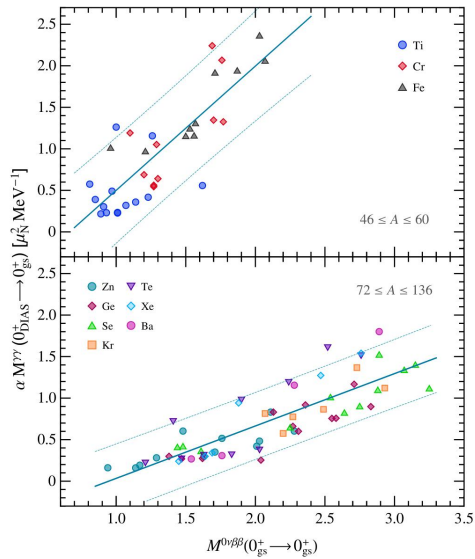 2.5
2.0
1.5
1.0
0.5
0
Ti
Cr
Fe
46 ≤ A ≤ 60
α M^γγ (0⁺_DIAS ⟶ 0⁺_gs) [μ²_N MeV⁻¹]
2.5
2.0
1.5
1.0
0.5
0
Zn Te
Ge Xe
Se Ba
Kr
72 ≤ A ≤ 136
1.0 1.5 2.0 2.5 3.0 3.5
M^0νββ(0⁺_gs ⟶ 0⁺_gs)